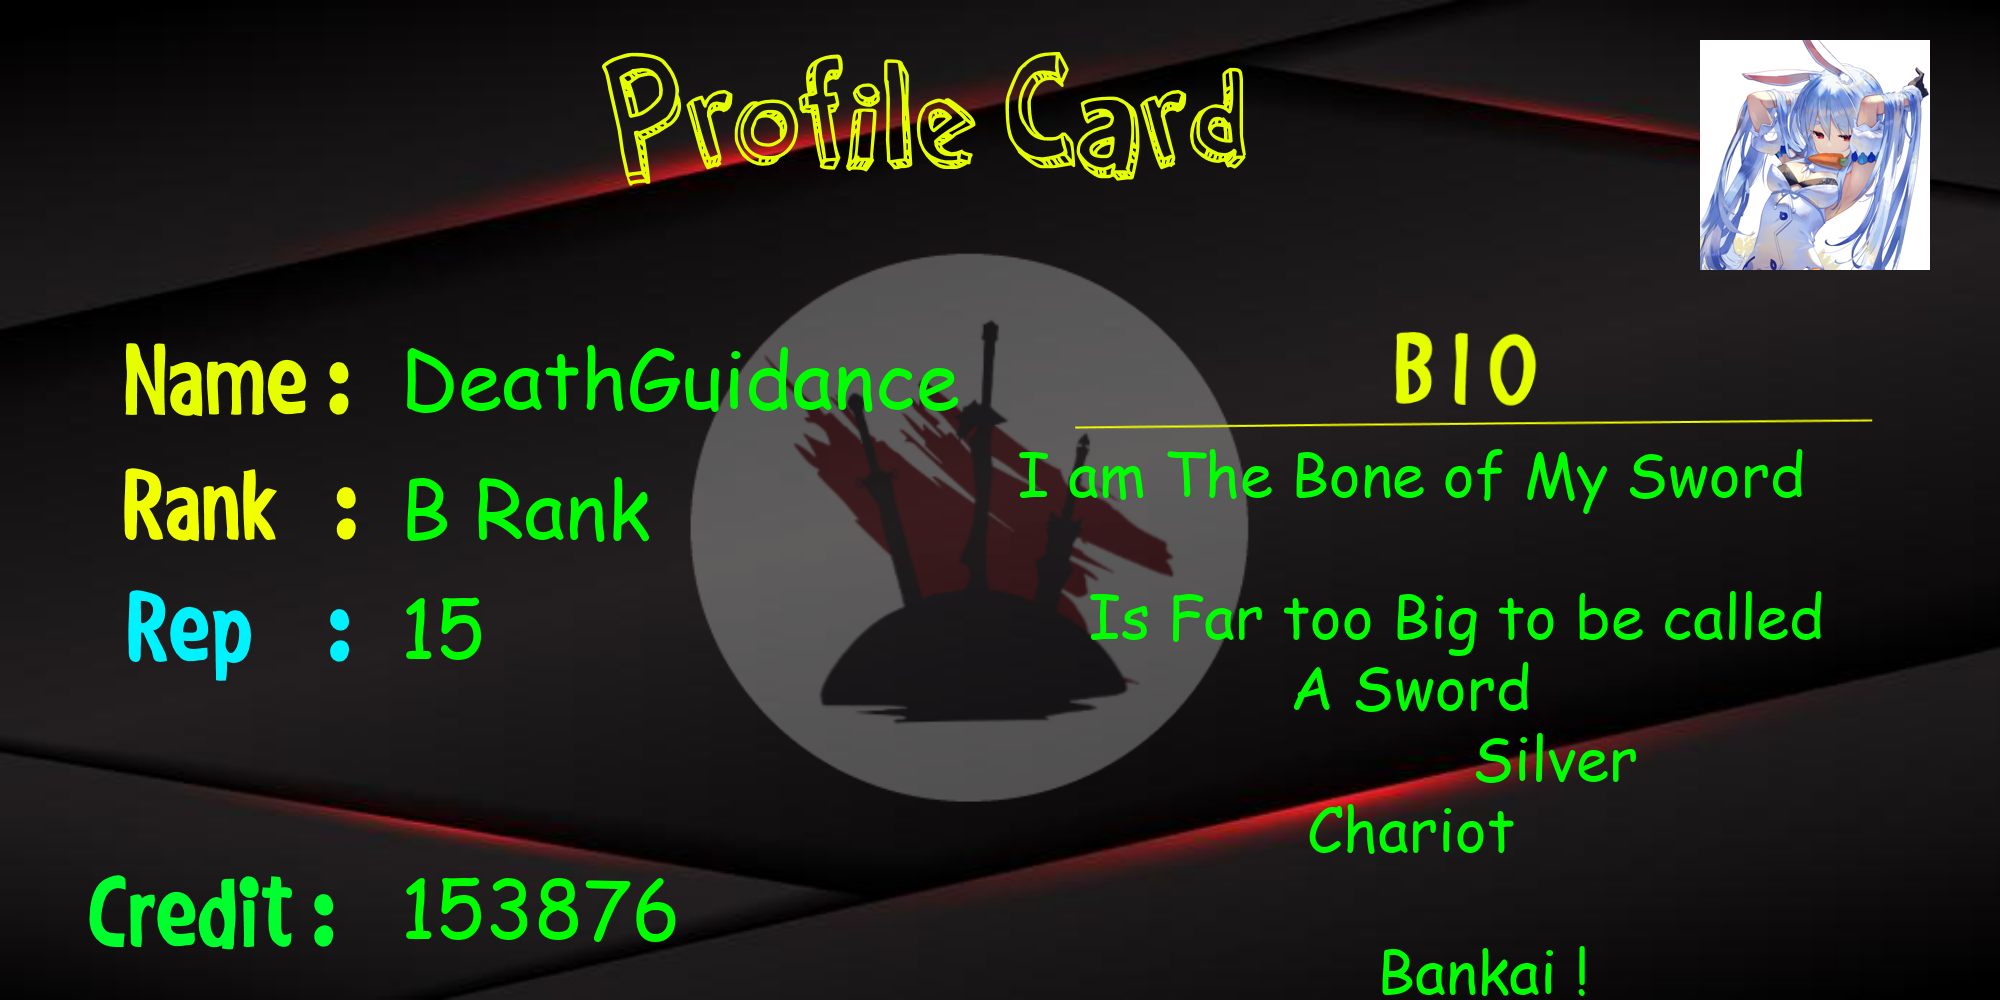 Profile Card
Name : DeathGuidance
Rank : B Rank
Rep : 15
Credit : 153876
BIO
I am The Bone of My Sword
Is Far too Big to be called
A Sword
Silver
Chariot
Bankai !